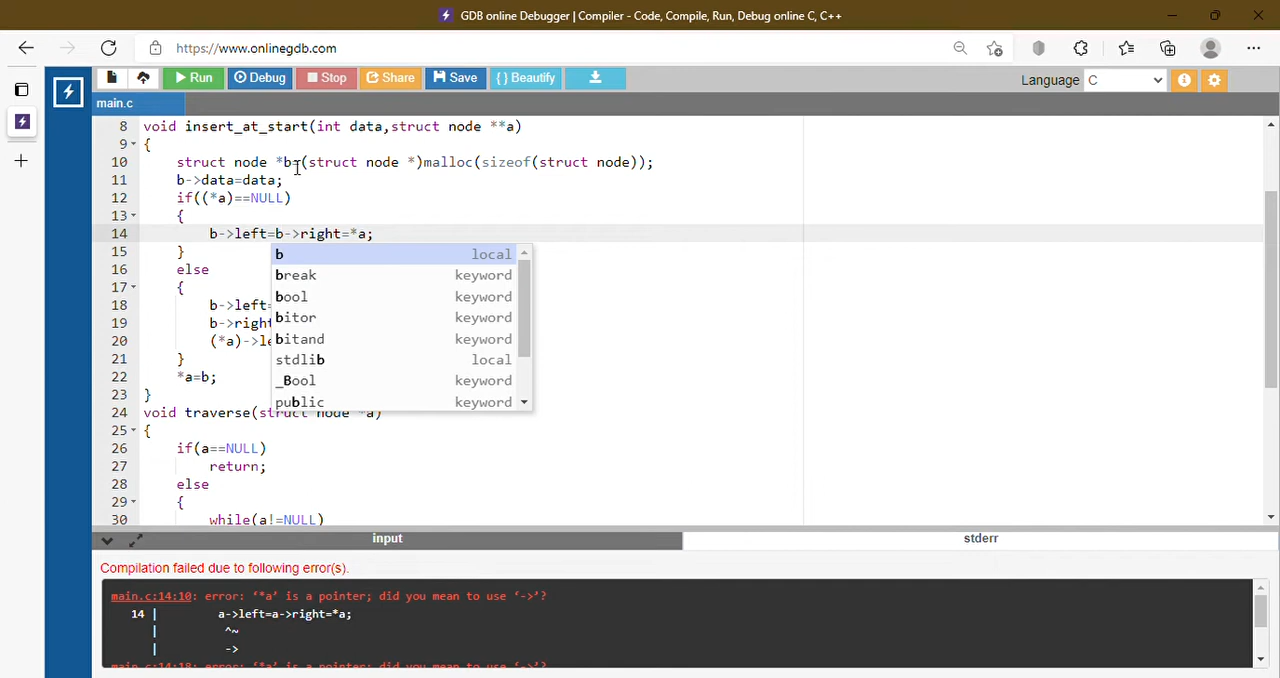 GDB online Debugger | Compiler - Code, Compile, Run, Debug online C, C++
https://www.onlinegdb.com
Run Debug Stop Share Save { } Beautify Language C
main.c
8 void insert_at_start(int data,struct node **a)
9 {
10 struct node *b=(struct node *)malloc(sizeof(struct node));
11 b->data=data;
12 if((*a)==NULL)
13 {
14 b->left=b->right=*a;
15 }
16 else
17 {
18 b->left=
19 b->right
20 (*a)->le
21 }
22 *a=b;
23 }
24 void traverse(struct node *a)
25 {
26 if(a==NULL)
27 return;
28 else
29 {
30 while(a!=NULL)
b local
break keyword
bool keyword
bitor keyword
bitand keyword
stdlib local
_Bool keyword
public keyword
input stderr
Compilation failed due to following error(s).
main.c:14:10: error: ‘*a’ is a pointer; did you mean to use ‘->’?
14 | a->left=a->right=*a;
| ^~
| ->
main.c:14:18: error: ‘*a’ is a pointer; did you mean to use ‘->’?